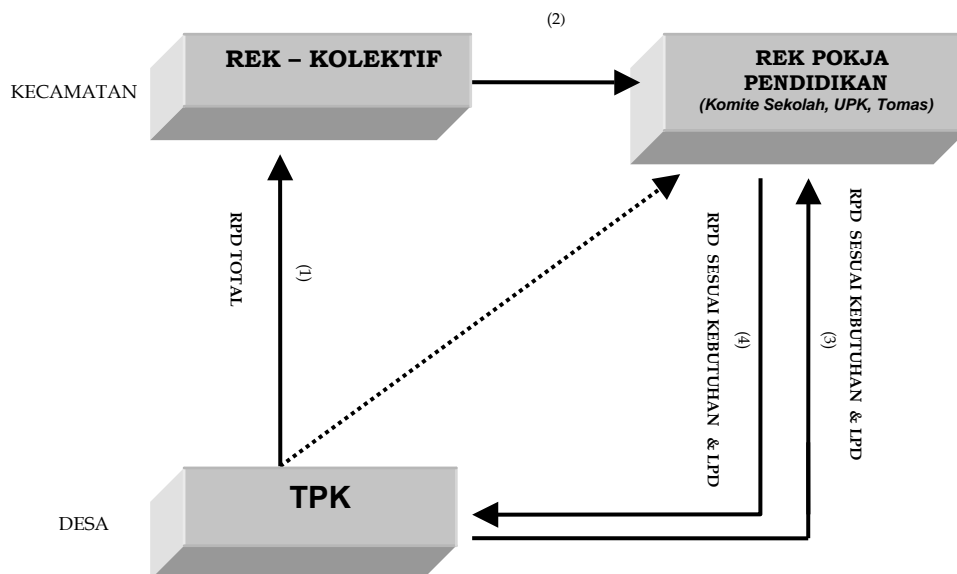 (2)
REK – KOLEKTIF
REK POKJA
PENDIDIKAN
(Komite Sekolah, UPK, Tomas)
KECAMATAN
RPD TOTAL
(1)
RPD SESUAI KEBUTUHAN & LPD
(4)
(3)
RPD SESUAI KEBUTUHAN & LPD
TPK
DESA